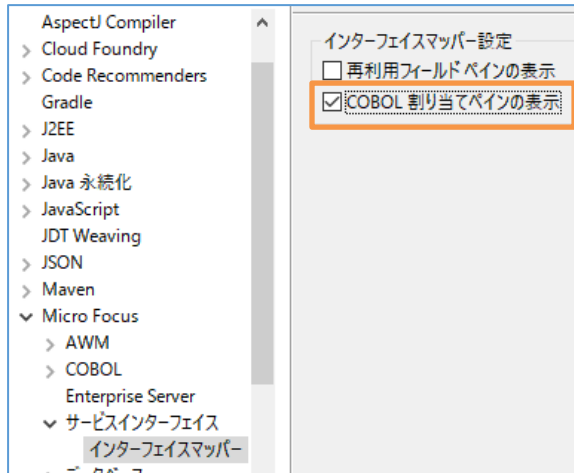 AspectJ Compiler
Cloud Foundry
Code Recommenders
Gradle
J2EE
Java
Java 永続化
JavaScript
JDT Weaving
JSON
Maven
Micro Focus
AWM
COBOL
Enterprise Server
サービスインターフェイス
インターフェイスマッパー
インターフェイスマッパー設定
再利用フィールド ペインの表示
COBOL 割り当てペインの表示